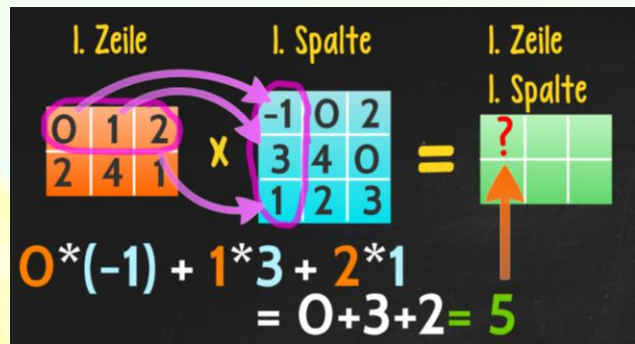 1. Zeile
1. Spalte
1. Zeile
1. Spalte
0 1 2
2 4 1
x
-1 0 2
3 4 0
1 2 3
=
?
0*(-1) + 1*3 + 2*1
= 0+3+2= 5